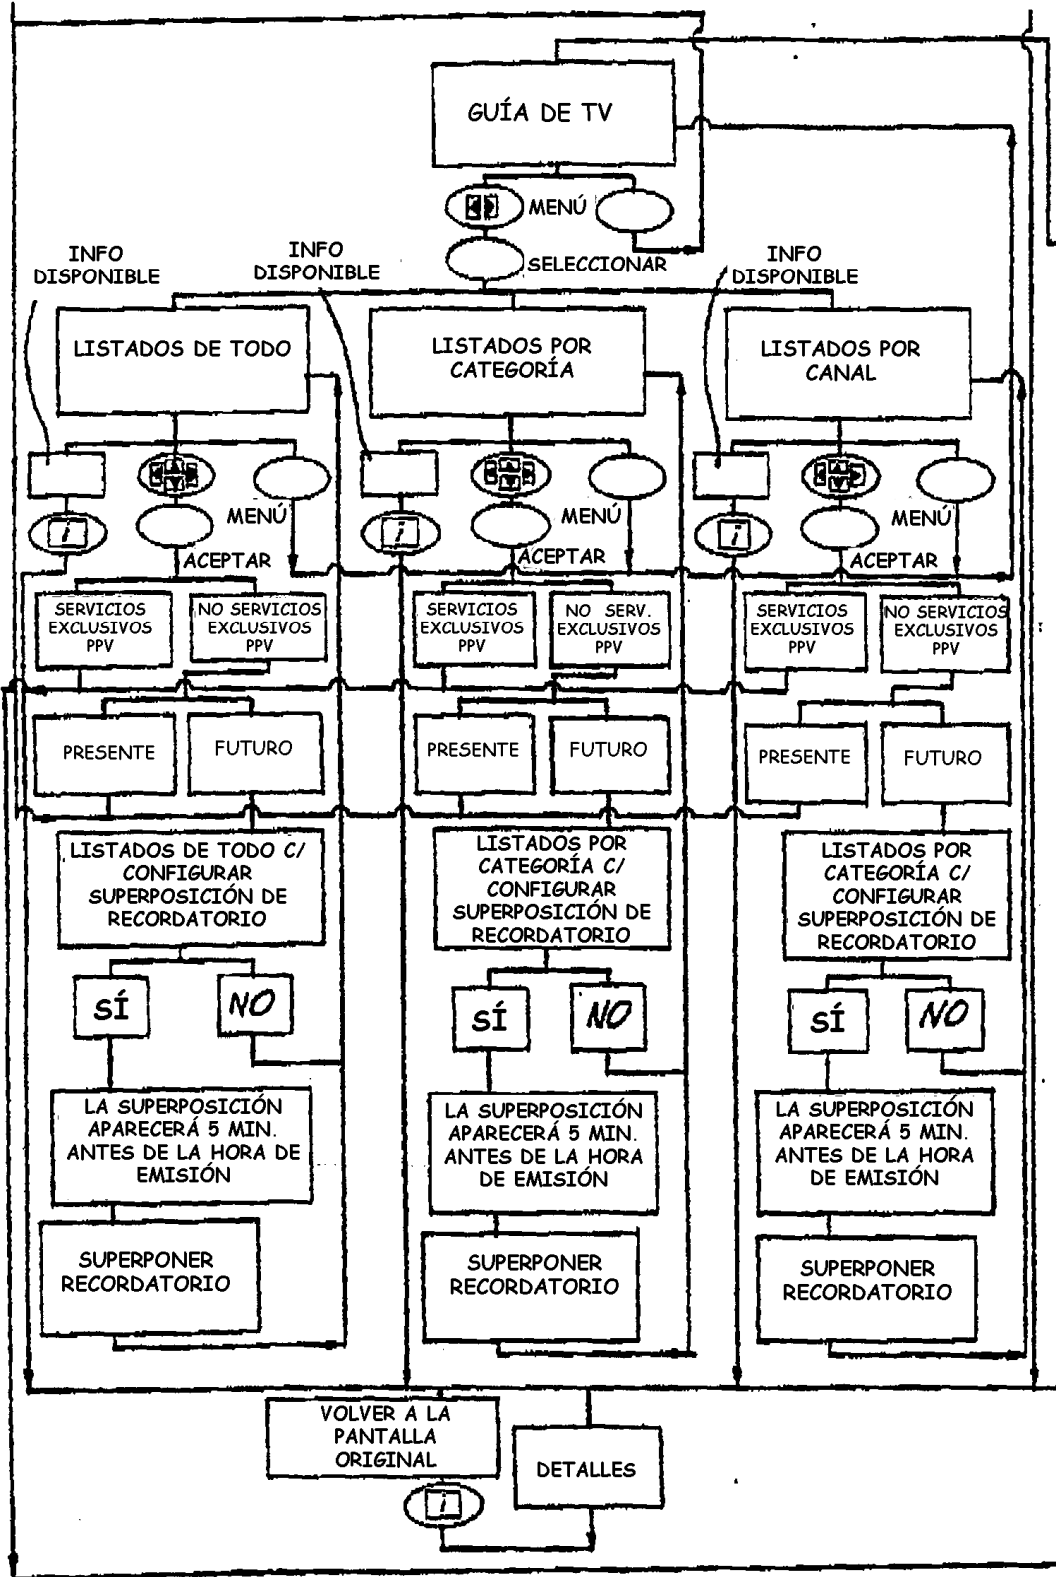 GUÍA DE TV
MENÚ
SELECCIONAR
INFO
DISPONIBLE
INFO
DISPONIBLE
INFO
DISPONIBLE
LISTADOS DE TODO
LISTADOS POR
CATEGORÍA
LISTADOS POR
CANAL
MENÚ
MENÚ
MENÚ
i
i
i
ACEPTAR
ACEPTAR
ACEPTAR
SERVICIOS
EXCLUSIVOS
PPV
NO SERVICIOS
EXCLUSIVOS
PPV
SERVICIOS
EXCLUSIVOS
PPV
NO SERV.
EXCLUSIVOS
PPV
SERVICIOS
EXCLUSIVOS
PPV
NO SERVICIOS
EXCLUSIVOS
PPV
PRESENTE
FUTURO
PRESENTE
FUTURO
PRESENTE
FUTURO
LISTADOS DE TODO C/
CONFIGURAR
SUPERPOSICIÓN DE
RECORDATORIO
LISTADOS POR
CATEGORÍA C/
CONFIGURAR
SUPERPOSICIÓN DE
RECORDATORIO
LISTADOS POR
CATEGORÍA C/
CONFIGURAR
SUPERPOSICIÓN DE
RECORDATORIO
SÍ
NO
SÍ
NO
SÍ
NO
LA SUPERPOSICIÓN
APARECERÁ 5 MIN.
ANTES DE LA HORA DE
EMISIÓN
LA SUPERPOSICIÓN
APARECERÁ 5 MIN.
ANTES DE LA HORA
DE EMISIÓN
LA SUPERPOSICIÓN
APARECERÁ 5 MIN.
ANTES DE LA HORA
DE EMISIÓN
SUPERPONER
RECORDATORIO
SUPERPONER
RECORDATORIO
SUPERPONER
RECORDATORIO
VOLVER A LA
PANTALLA
ORIGINAL
DETALLES
i